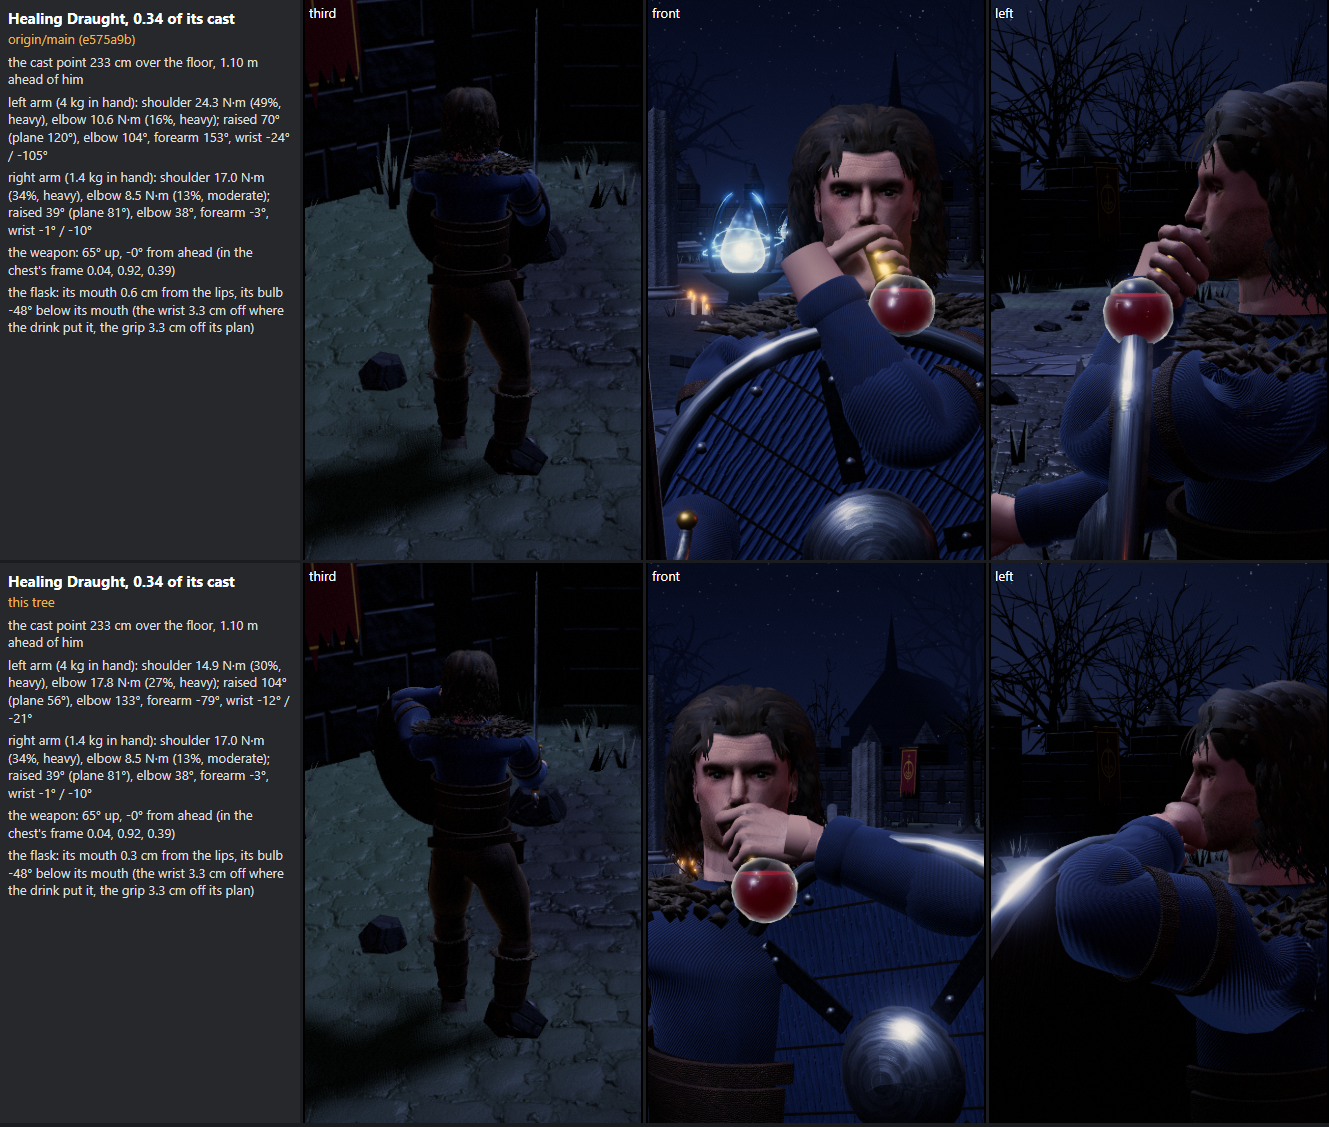 Healing Draught, 0.34 of its cast
origin/main (e575a9b)
the cast point 233 cm over the floor, 1.10 m
ahead of him
left arm (4 kg in hand): shoulder 24.3 N·m (49%,
heavy), elbow 10.6 N·m (16%, heavy); raised 70°
(plane 120°), elbow 104°, forearm 153°, wrist -24°
/ -105°
right arm (1.4 kg in hand): shoulder 17.0 N·m
(34%, heavy), elbow 8.5 N·m (13%, moderate);
raised 39° (plane 81°), elbow 38°, forearm -3°,
wrist -1° / -10°
the weapon: 65° up, -0° from ahead (in the
chest's frame 0.04, 0.92, 0.39)
the flask: its mouth 0.6 cm from the lips, its bulb
-48° below its mouth (the wrist 3.3 cm off where
the drink put it, the grip 3.3 cm off its plan)
third
front
left
Healing Draught, 0.34 of its cast
this tree
the cast point 233 cm over the floor, 1.10 m
ahead of him
left arm (4 kg in hand): shoulder 14.9 N·m (30%,
heavy), elbow 17.8 N·m (27%, heavy); raised 104°
(plane 56°), elbow 133°, forearm -79°, wrist -12° /
-21°
right arm (1.4 kg in hand): shoulder 17.0 N·m
(34%, heavy), elbow 8.5 N·m (13%, moderate);
raised 39° (plane 81°), elbow 38°, forearm -3°,
wrist -1° / -10°
the weapon: 65° up, -0° from ahead (in the
chest's frame 0.04, 0.92, 0.39)
the flask: its mouth 0.3 cm from the lips, its bulb
-48° below its mouth (the wrist 3.3 cm off where
the drink put it, the grip 3.3 cm off its plan)
third
front
left